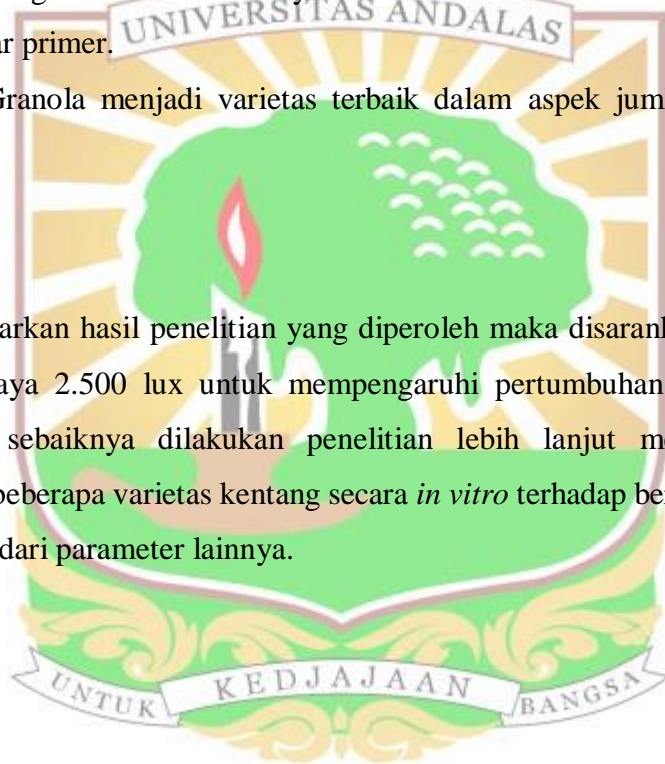 UNIVERSITAS ANDALAS
ar primer.
Granola menjadi varietas terbaik dalam aspek jum
arkan hasil penelitian yang diperoleh maka disarank
aya 2.500 lux untuk mempengaruhi pertumbuhan
sebaiknya dilakukan penelitian lebih lanjut m
beberapa varietas kentang secara in vitro terhadap be
dari parameter lainnya.
UNTUK KEDJAJAAN BANGSA